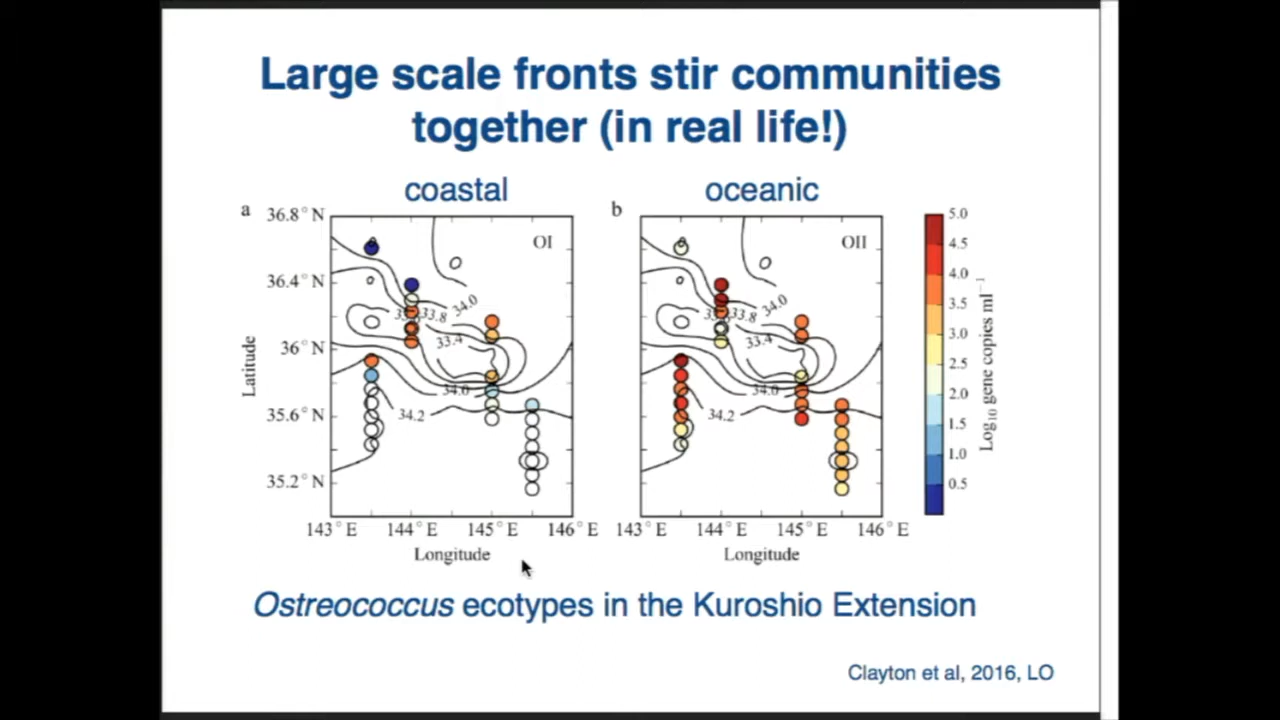 Large scale fronts stir communities
together (in real life!)
coastal
oceanic
a
b
36.8°N
36.4°N
36°N
35.6°N
35.2°N
Latitude
OI
34.0
33.8
33.4
34.0
34.2
143°E
144°E
145°E
146°E
Longitude
OII
34.0
33.8
33.4
34.0
34.2
143°E
144°E
145°E
146°E
Longitude
5.0
4.5
4.0
3.5
3.0
2.5
2.0
1.5
1.0
0.5
Log₁₀ gene copies ml⁻¹
Ostreococcus ecotypes in the Kuroshio Extension
Clayton et al, 2016, LO